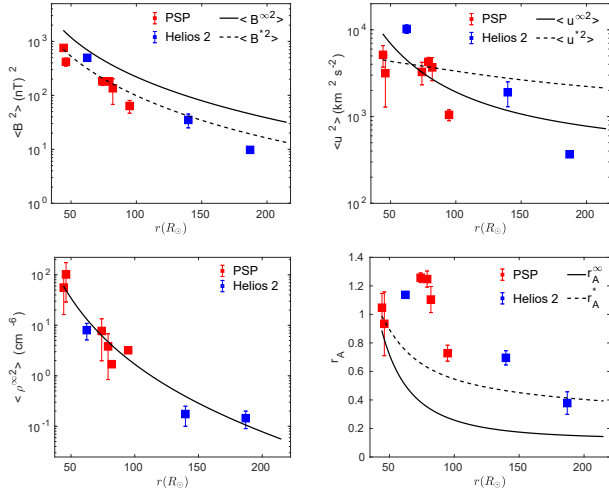 PSP
Helios 2
< B^∞2 >
< B^*2 >
<B^2> (nT)^2
10^3
10^2
10^1
10^0
50 100 150 200
r(R_⊙)
PSP
Helios 2
< u^∞2 >
< u^*2 >
<u^2> (km^2 s^-2)
10^4
10^3
10^2
50 100 150 200
r(R_⊙)
PSP
Helios 2
< ρ^∞2 > (cm^-6)
10^2
10^1
10^0
10^-1
50 100 150 200
r(R_⊙)
PSP
Helios 2
r_A^∞
r_A^*
r_A
1.4
1.2
1
0.8
0.6
0.4
0.2
0
50 100 150 200
r(R_⊙)